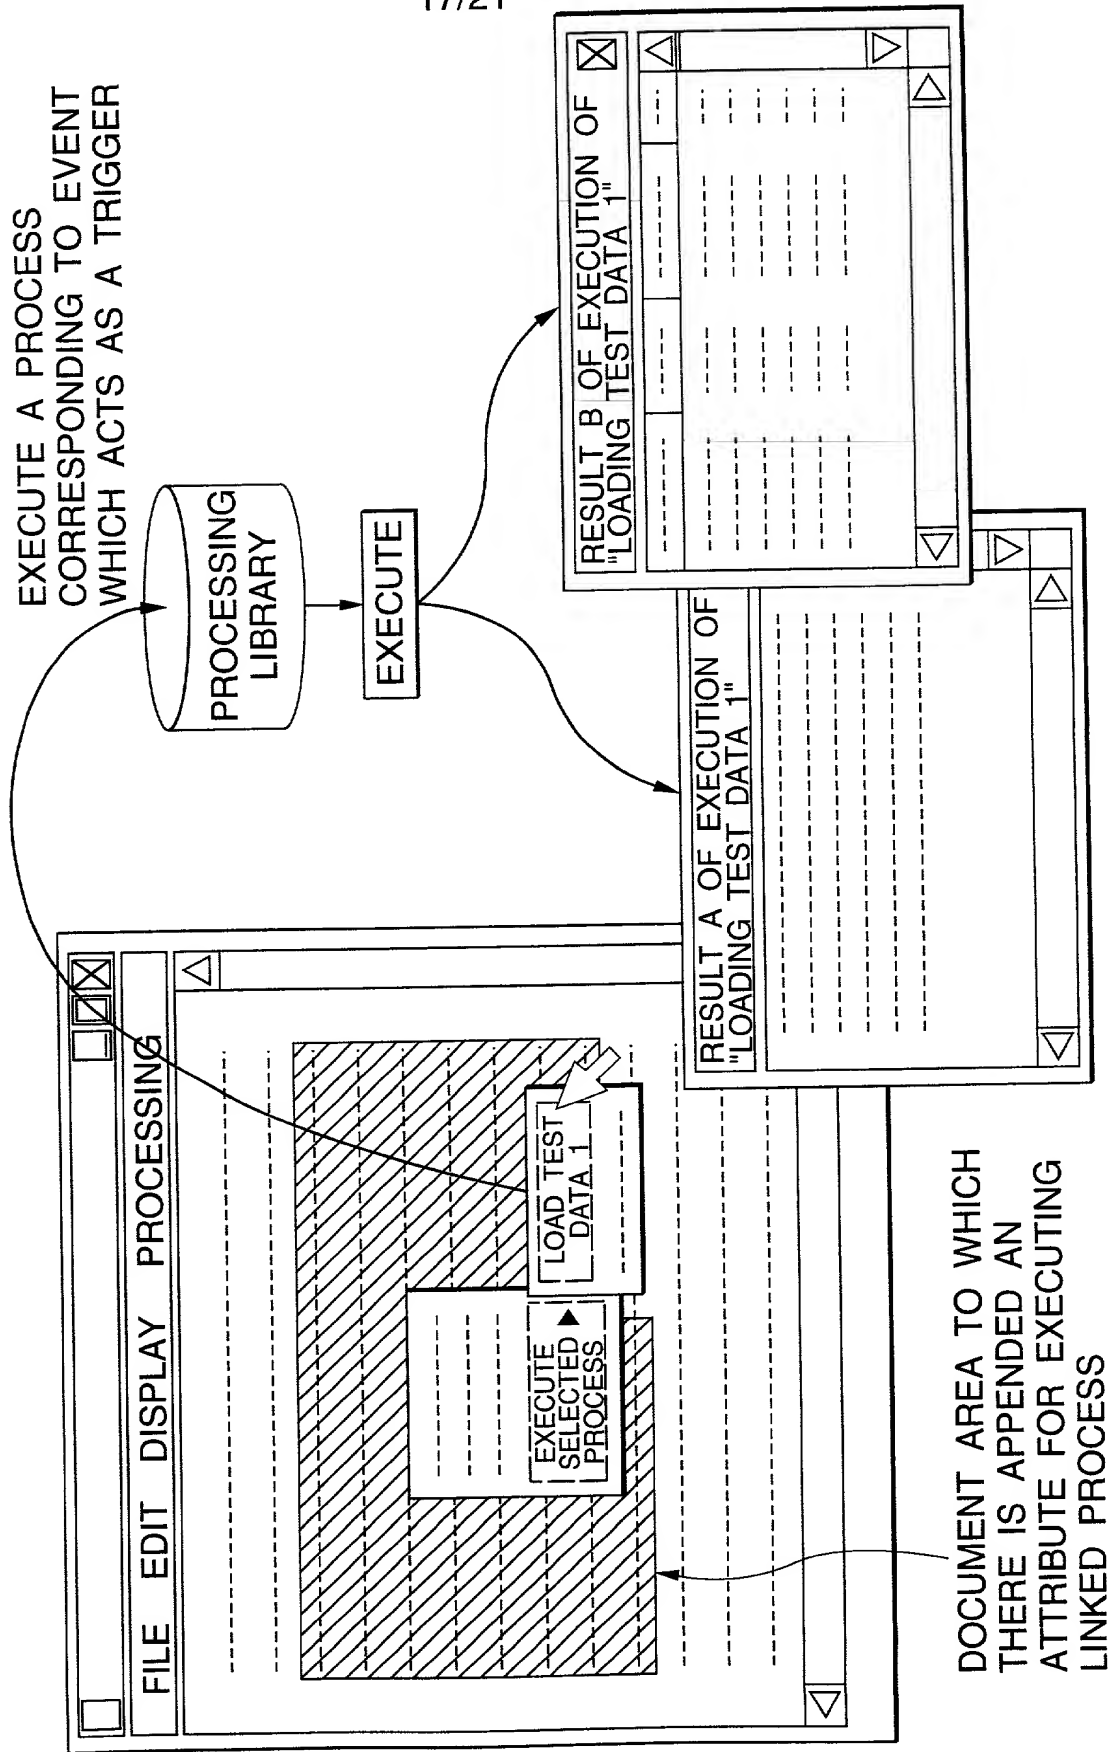 17/21
EXECUTE A PROCESS
CORRESPONDING TO EVENT
WHICH ACTS AS A TRIGGER
PROCESSING
LIBRARY
EXECUTE
FILE EDIT DISPLAY PROCESSING
EXECUTE
SELECTED
PROCESS
LOAD TEST
DATA 1
RESULT A OF EXECUTION OF
"LOADING TEST DATA 1"
RESULT B OF EXECUTION OF
"LOADING TEST DATA 1"
DOCUMENT AREA TO WHICH
THERE IS APPENDED AN
ATTRIBUTE FOR EXECUTING
LINKED PROCESS